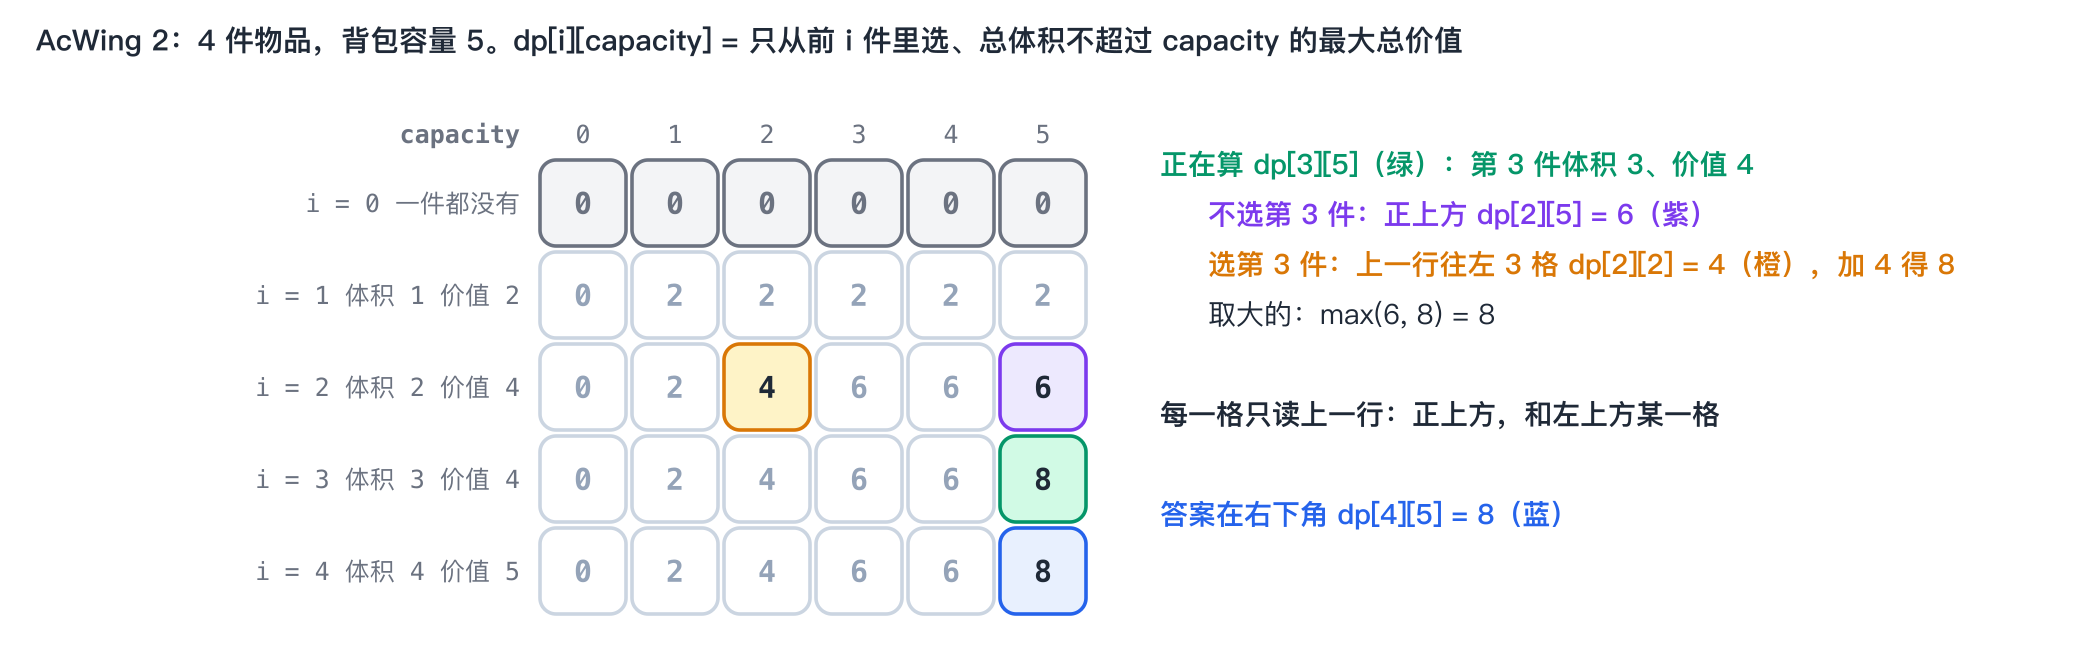 AcWing 2：4 件物品，背包容量 5。dp[i][capacity] = 只从前 i 件里选、总体积不超过 capacity 的最大总价值
capacity 0 1 2 3 4 5
i = 0 一件都没有 0 0 0 0 0 0
i = 1 体积 1 价值 2 0 2 2 2 2 2
i = 2 体积 2 价值 4 0 2 4 6 6 6
i = 3 体积 3 价值 4 0 2 4 6 6 8
i = 4 体积 4 价值 5 0 2 4 6 6 8
正在算 dp[3][5]（绿）：第 3 件体积 3、价值 4
不选第 3 件：正上方 dp[2][5] = 6（紫）
选第 3 件：上一行往左 3 格 dp[2][2] = 4（橙），加 4 得 8
取大的：max(6, 8) = 8
每一格只读上一行：正上方，和左上方某一格
答案在右下角 dp[4][5] = 8（蓝）